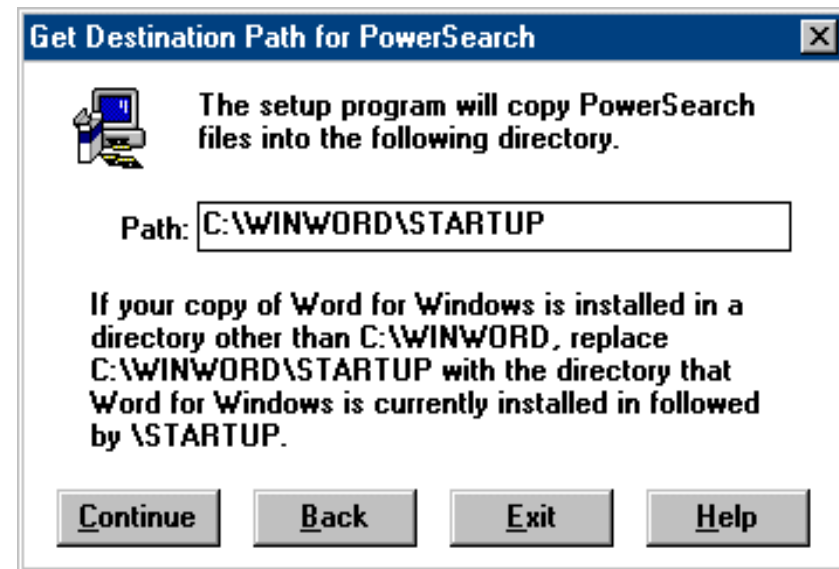 Get Destination Path for PowerSearch
The setup program will copy PowerSearch
files into the following directory.
Path: C:\WINWORD\STARTUP
If your copy of Word for Windows is installed in a
directory other than C:\WINWORD, replace
C:\WINWORD\STARTUP with the directory that
Word for Windows is currently installed in followed
by \STARTUP.
Continue Back Exit Help